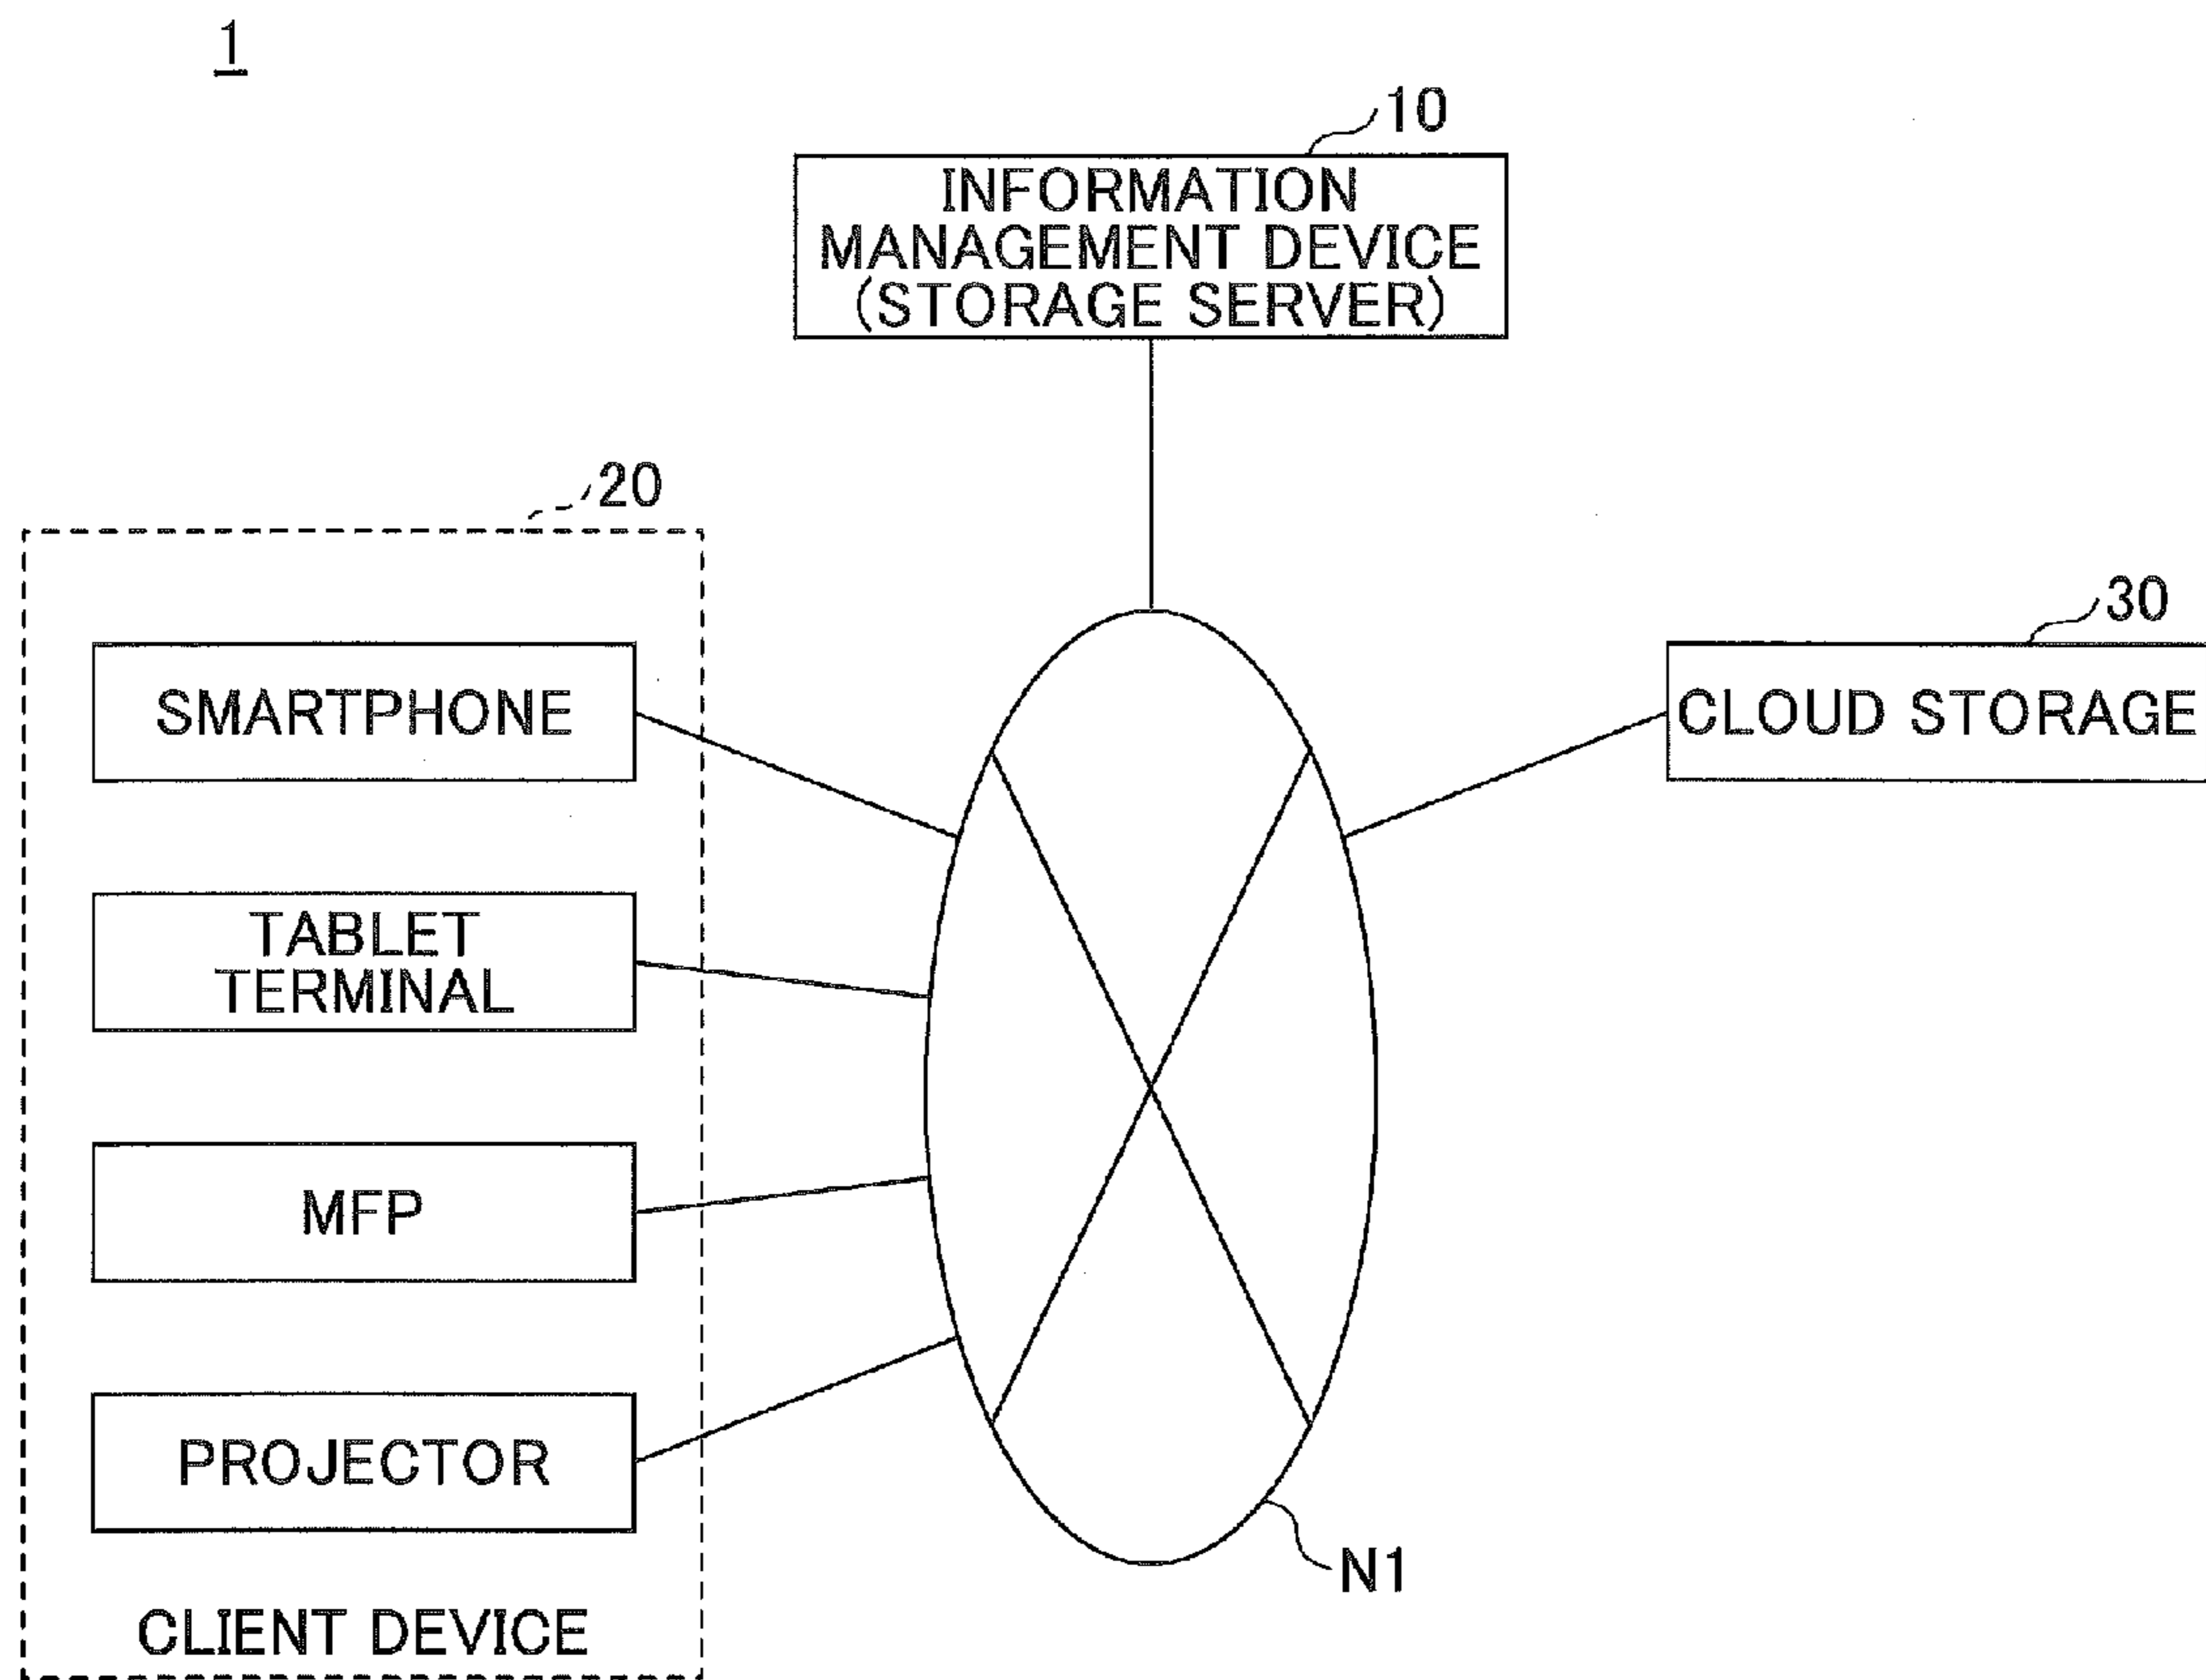 1
10
INFORMATION
MANAGEMENT DEVICE
(STORAGE SERVER)
20
30
SMARTPHONE
CLOUD STORAGE
TABLET
TERMINAL
MFP
PROJECTOR
N1
CLIENT DEVICE